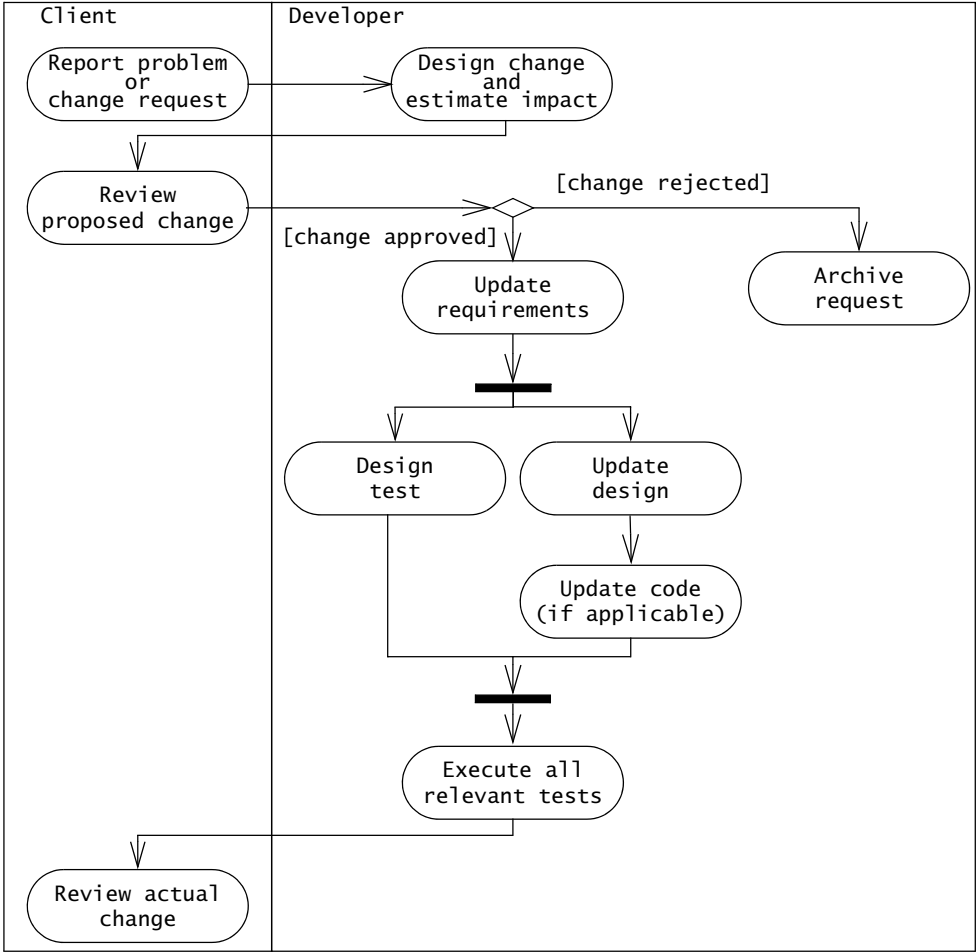 Client
Developer
Report problem
or
change request
Design change
and
estimate impact
Review
proposed change
[change rejected]
[change approved]
Update
requirements
Archive
request
Design
test
Update
design
Update code
(if applicable)
Execute all
relevant tests
Review actual
change